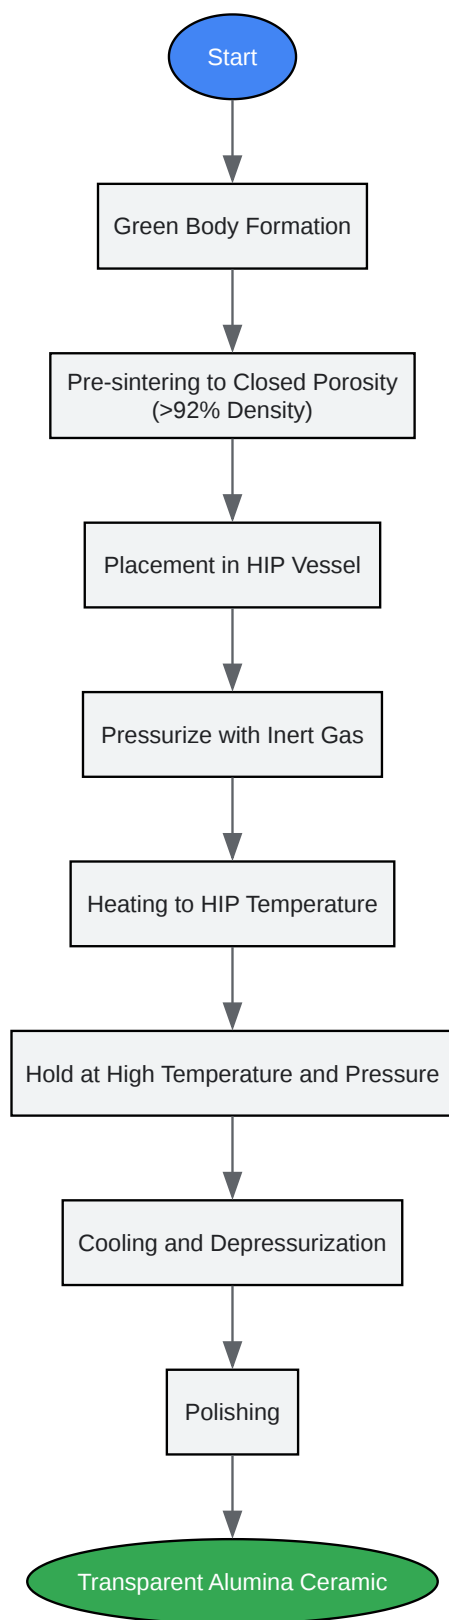 Start
Green Body Formation
Pre-sintering to Closed Porosity
(>92% Density)
Placement in HIP Vessel
Pressurize with Inert Gas
Heating to HIP Temperature
Hold at High Temperature and Pressure
Cooling and Depressurization
Polishing
Transparent Alumina Ceramic